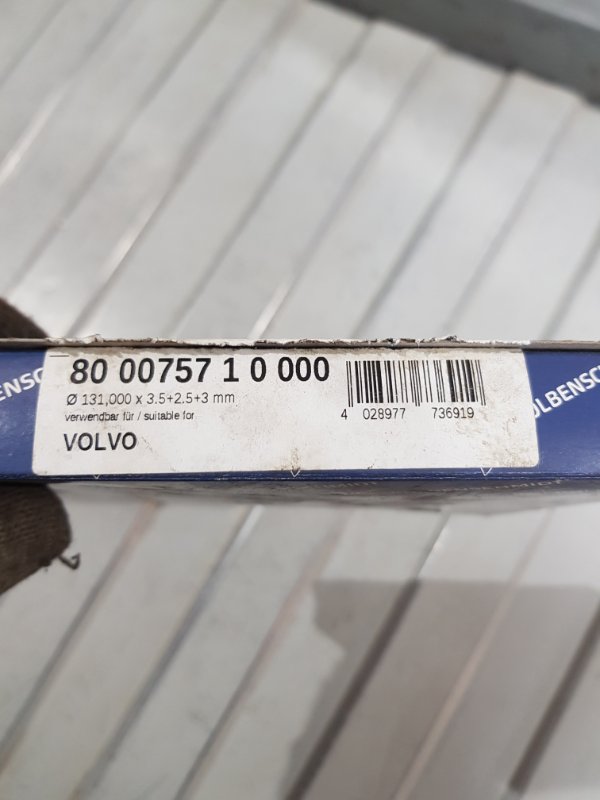 80 00757 1 0 000
Ø 131,000 x 3.5+2.5+3 mm
verwendbar für / suitable for
VOLVO
4 028977 736919